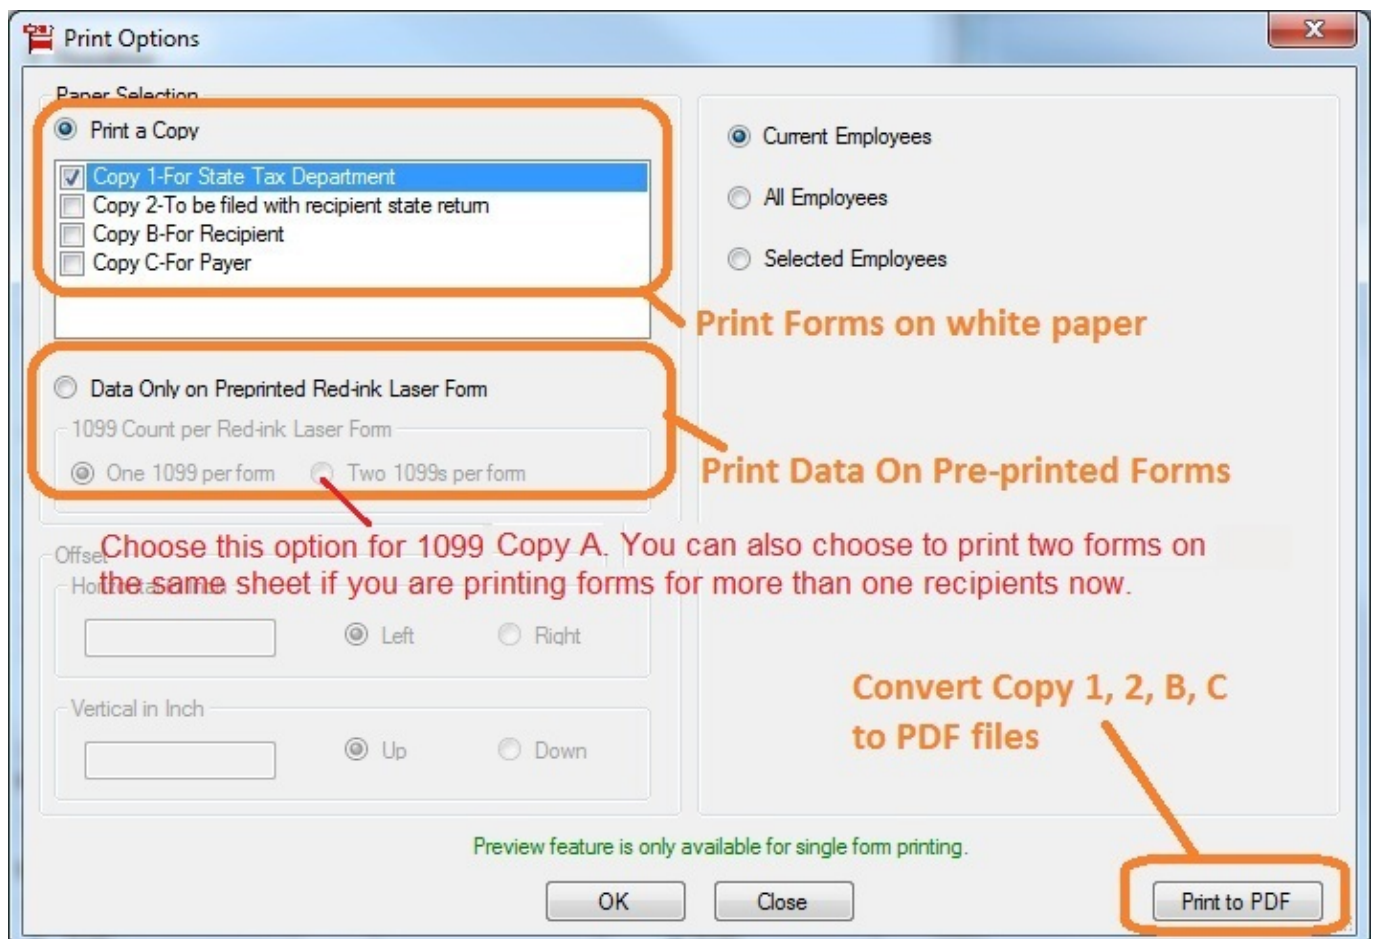 Print Options
Paper Selection
Print a Copy
Copy 1-For State Tax Department
Copy 2-To be filed with recipient state return
Copy B-For Recipient
Copy C-For Payer
Current Employees
All Employees
Selected Employees
Print Forms on white paper
Data Only on Preprinted Red-ink Laser Form
1099 Count per Red-ink Laser Form
One 1099 per form
Two 1099s per form
Print Data On Pre-printed Forms
Choose this option for 1099 Copy A. You can also choose to print two forms on
the same sheet if you are printing forms for more than one recipients now.
Offset
Left
Right
Vertical in Inch
Up
Down
Convert Copy 1, 2, B, C
to PDF files
Preview feature is only available for single form printing.
OK
Close
Print to PDF